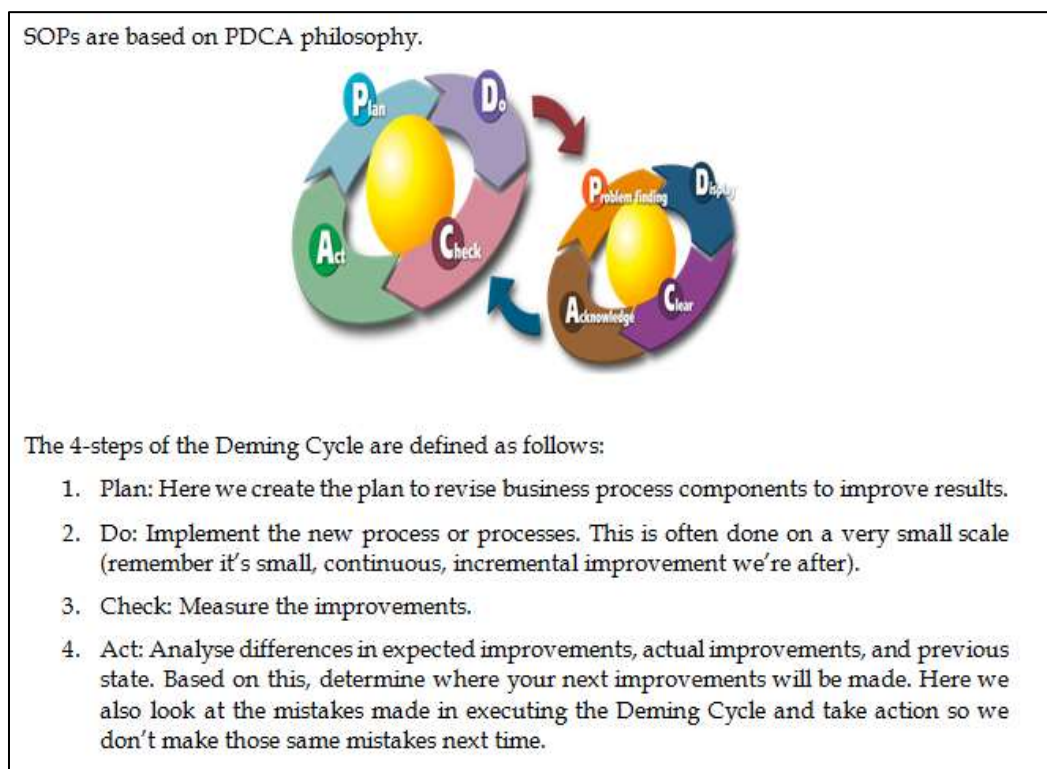 SOPs are based on PDCA philosophy.
Plan
Do
Act
Check
Problem finding
Display
Acknowledge
Clear
The 4-steps of the Deming Cycle are defined as follows:
1. Plan: Here we create the plan to revise business process components to improve results.
2. Do: Implement the new process or processes. This is often done on a very small scale
(remember it's small, continuous, incremental improvement we're after).
3. Check: Measure the improvements.
4. Act: Analyse differences in expected improvements, actual improvements, and previous
state. Based on this, determine where your next improvements will be made. Here we
also look at the mistakes made in executing the Deming Cycle and take action so we
don't make those same mistakes next time.